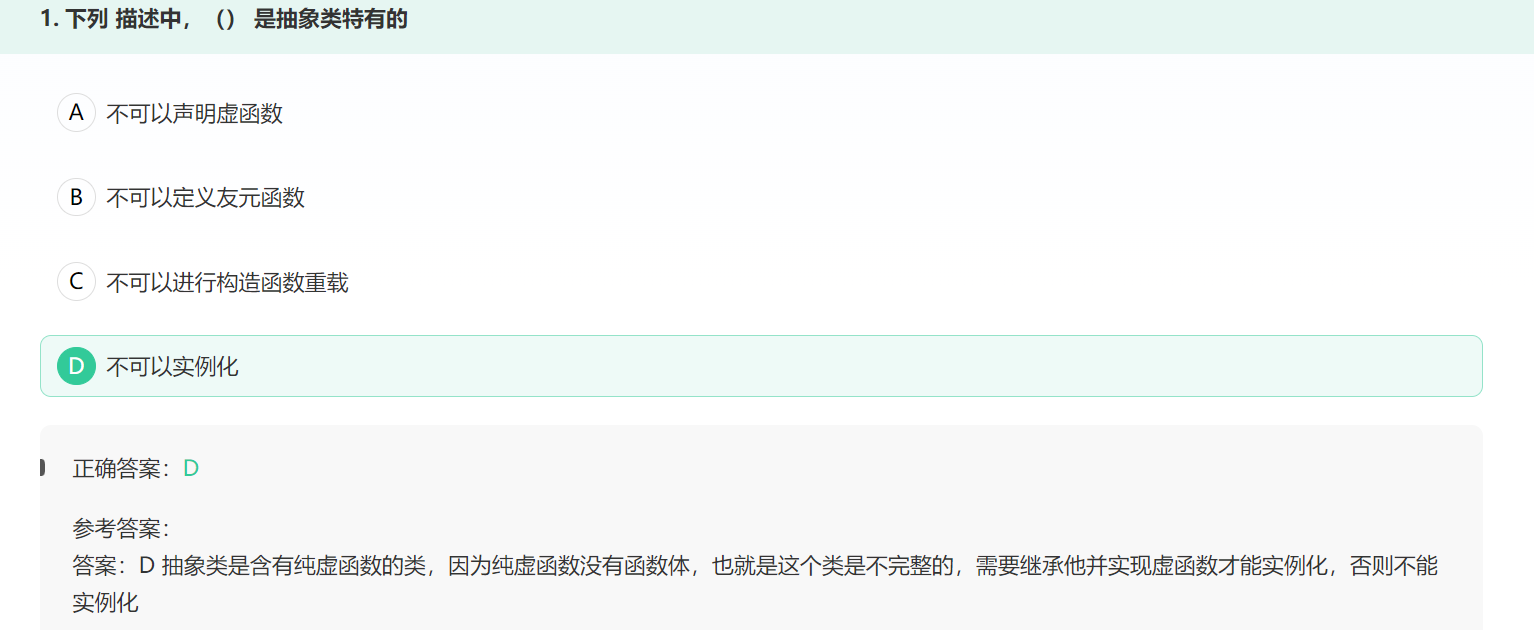 1. 下列 描述中，（） 是抽象类特有的
A 不可以声明虚函数
B 不可以定义友元函数
C 不可以进行构造函数重载
D 不可以实例化
正确答案：D
参考答案：
答案：D 抽象类是含有纯虚函数的类，因为纯虚函数没有函数体，也就是这个类是不完整的，需要继承他并实现虚函数才能实例化，否则不能
实例化